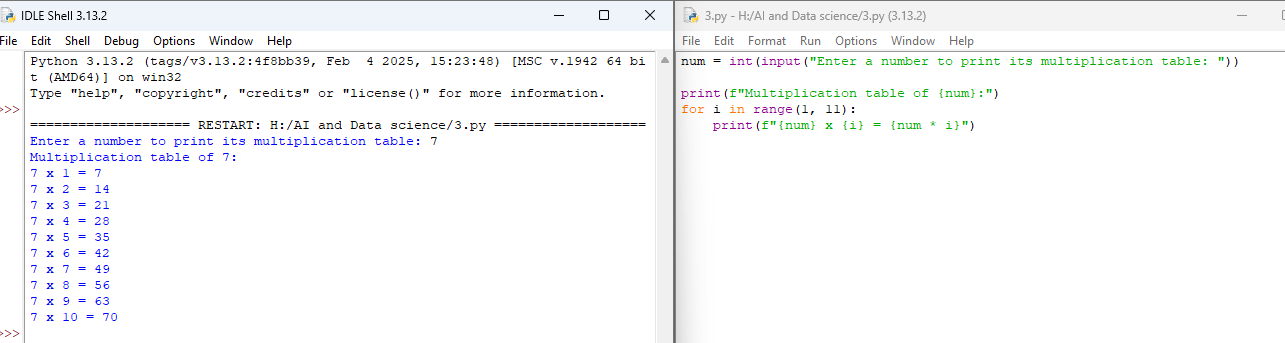 IDLE Shell 3.13.2
File Edit Shell Debug Options Window Help
Python 3.13.2 (tags/v3.13.2:4f8bb39, Feb  4 2025, 15:23:48) [MSC v.1942 64 bi
t (AMD64)] on win32
Type "help", "copyright", "credits" or "license()" for more information.
>>>
==================== RESTART: H:/AI and Data science/3.py ===================
Enter a number to print its multiplication table: 7
Multiplication table of 7:
7 x 1 = 7
7 x 2 = 14
7 x 3 = 21
7 x 4 = 28
7 x 5 = 35
7 x 6 = 42
7 x 7 = 49
7 x 8 = 56
7 x 9 = 63
7 x 10 = 70
>>>
3.py - H:/AI and Data science/3.py (3.13.2)
File Edit Format Run Options Window Help
num = int(input("Enter a number to print its multiplication table: "))
print(f"Multiplication table of {num}:")
for i in range(1, 11):
    print(f"{num} x {i} = {num * i}")